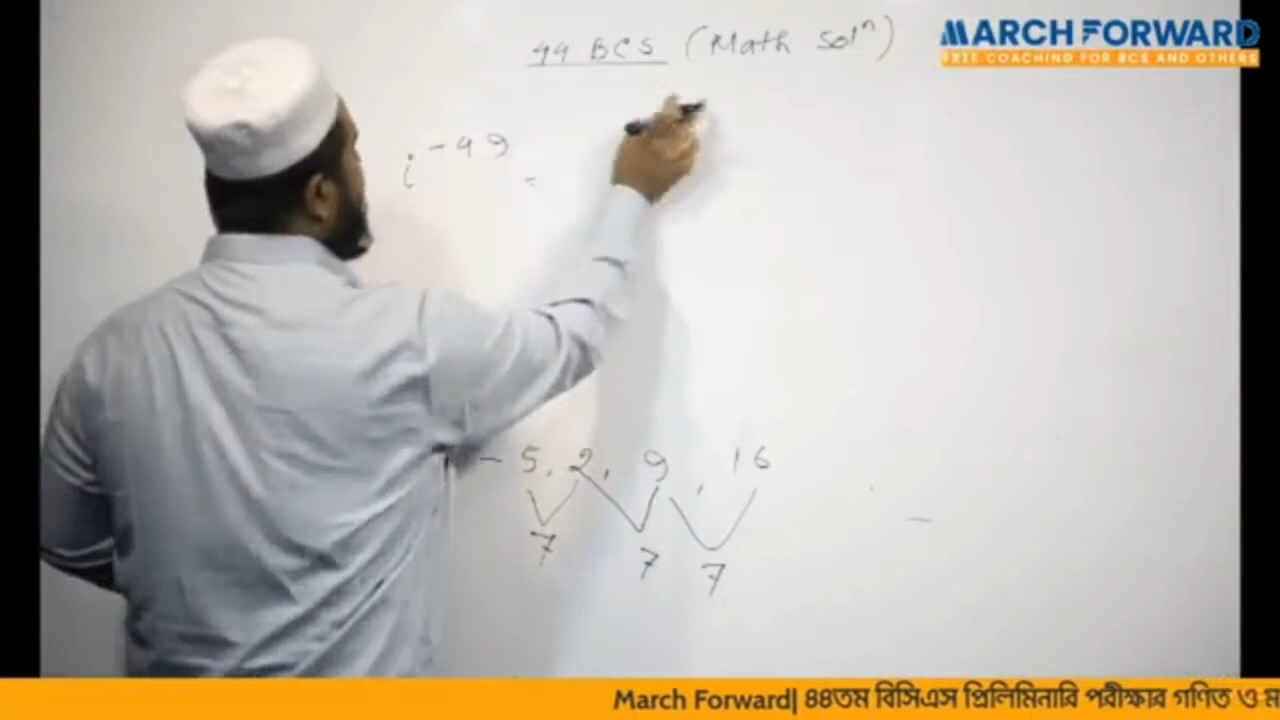 44 BCS (Math Solⁿ)
MARCH FORWARD
FREE COACHING FOR BCS AND OTHERS
i⁻⁴⁹ =
- 5, 2, 9, 16
7 7 7
March Forward| ৪৪তম বিসিএস প্রিলিমিনারি পরীক্ষার গণিত ও ম